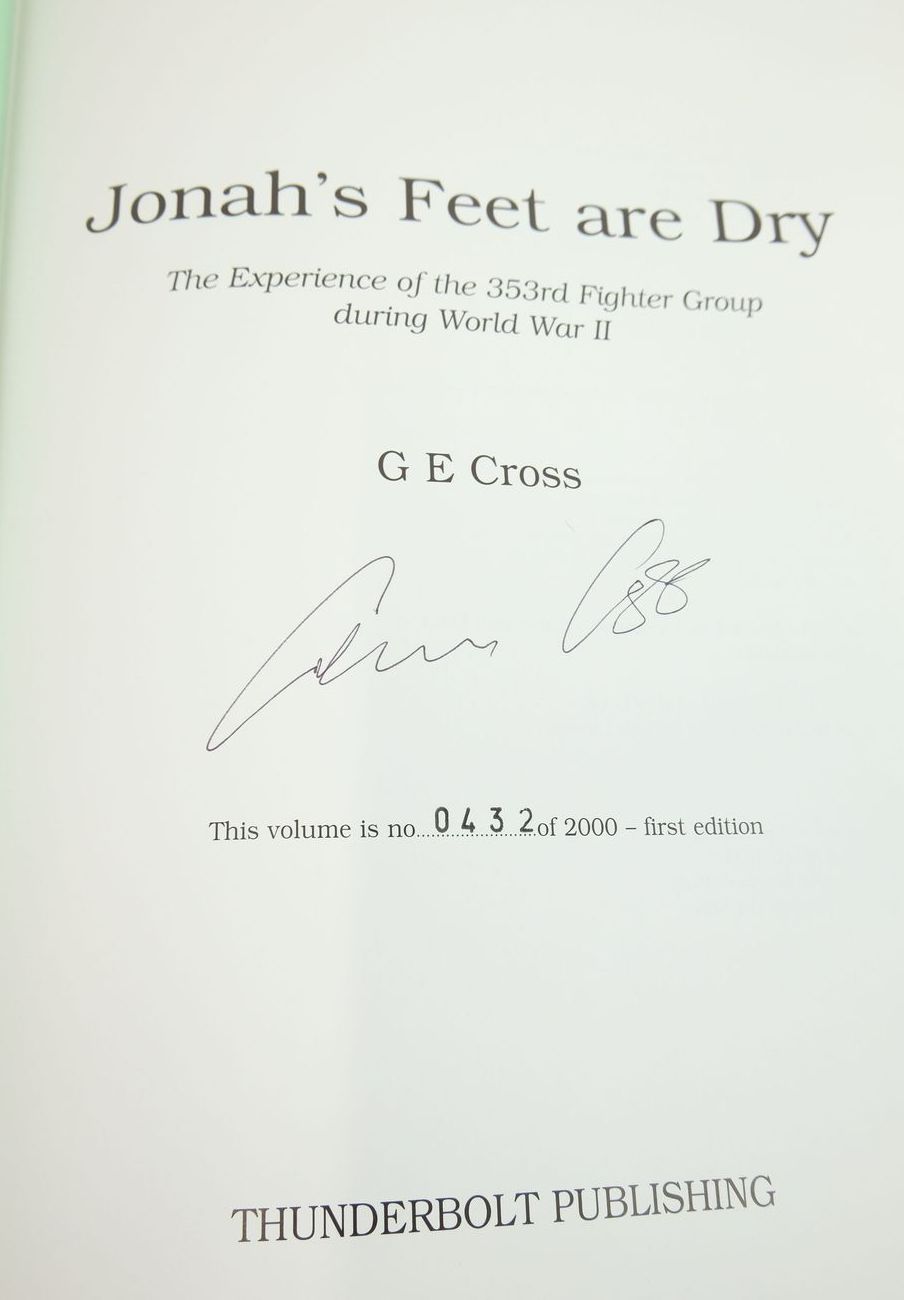 Jonah's Feet are Dry
The Experience of the 353rd Fighter Group
during World War II
G E Cross
This volume is no....0432..of 2000 – first edition
THUNDERBOLT PUBLISHING